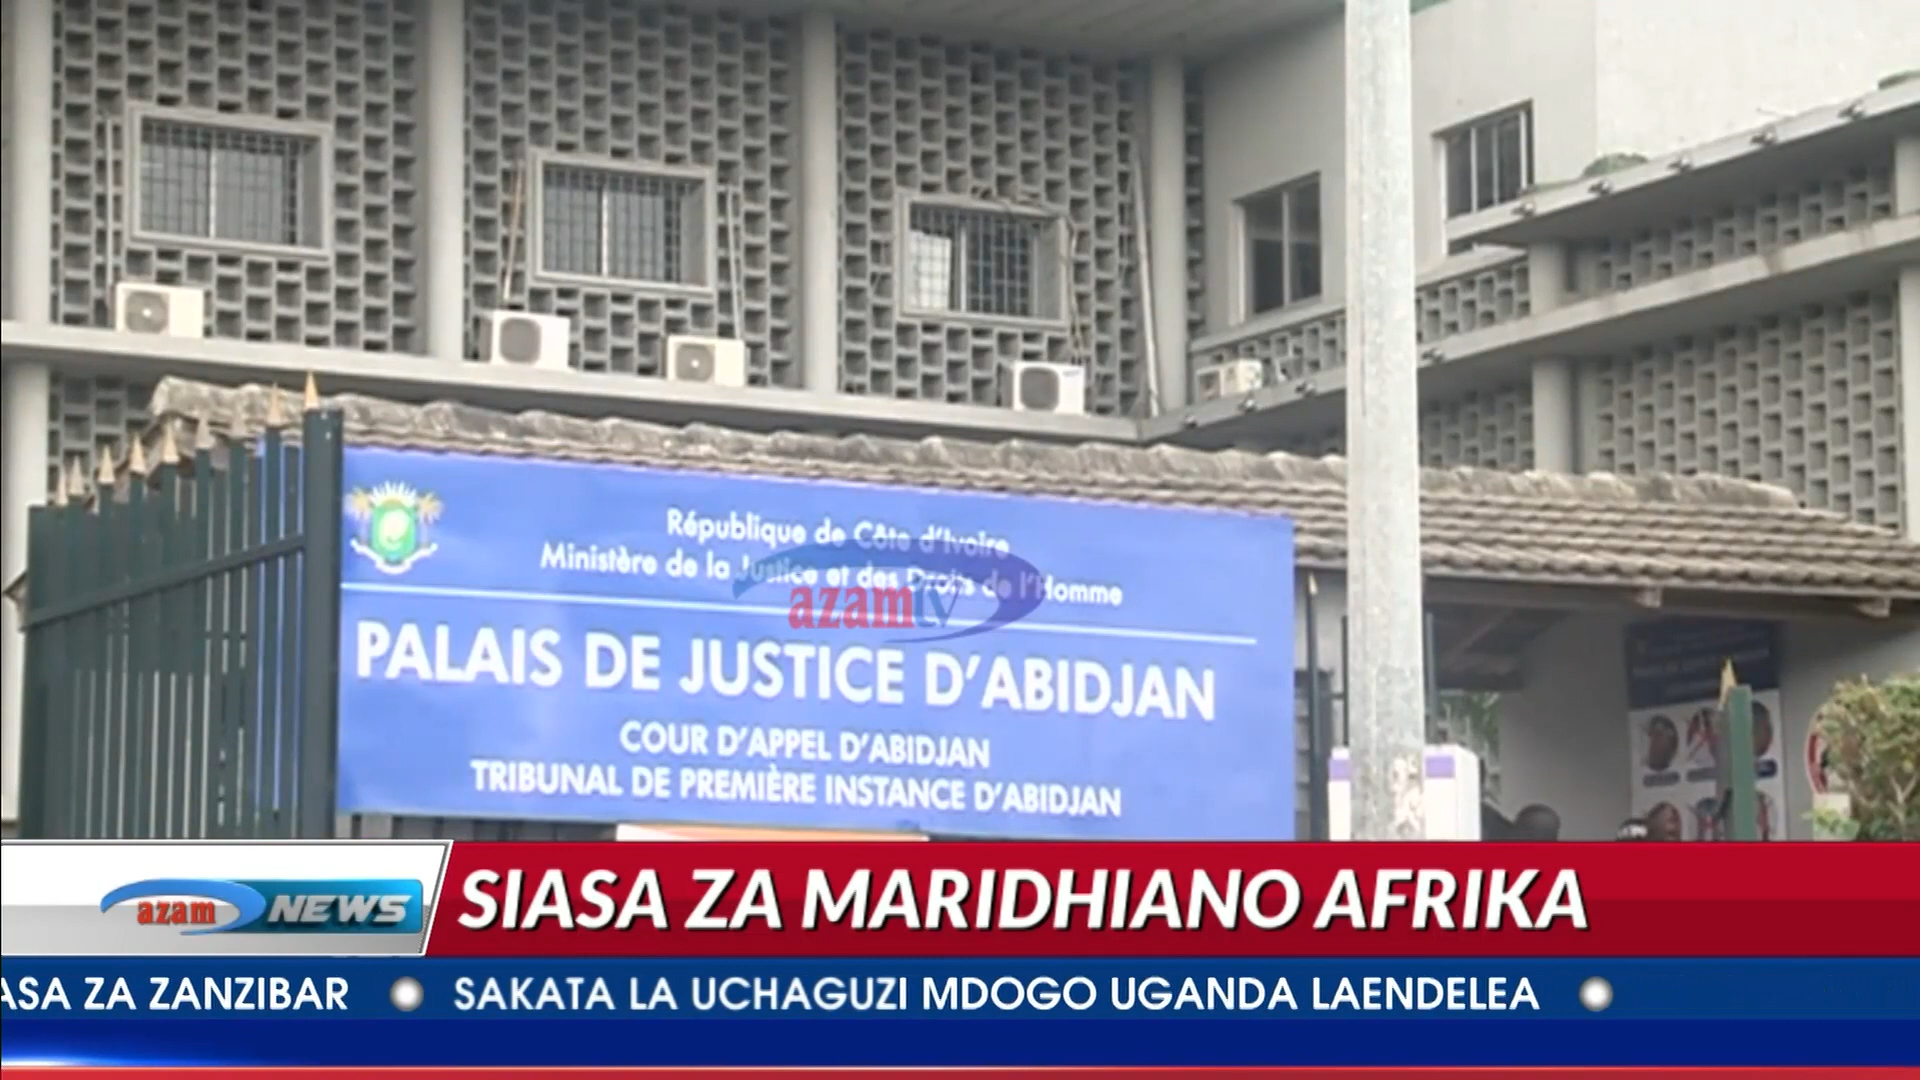 République de Côte d'Ivoire
Ministère de la Justice et des Droits de l'Homme
azamtv
PALAIS DE JUSTICE D'ABIDJAN
COUR D'APPEL D'ABIDJAN
TRIBUNAL DE PREMIÈRE INSTANCE D'ABIDJAN
azam NEWS
SIASA ZA MARIDHIANO AFRIKA
ASA ZA ZANZIBAR
SAKATA LA UCHAGUZI MDOGO UGANDA LAENDELEA